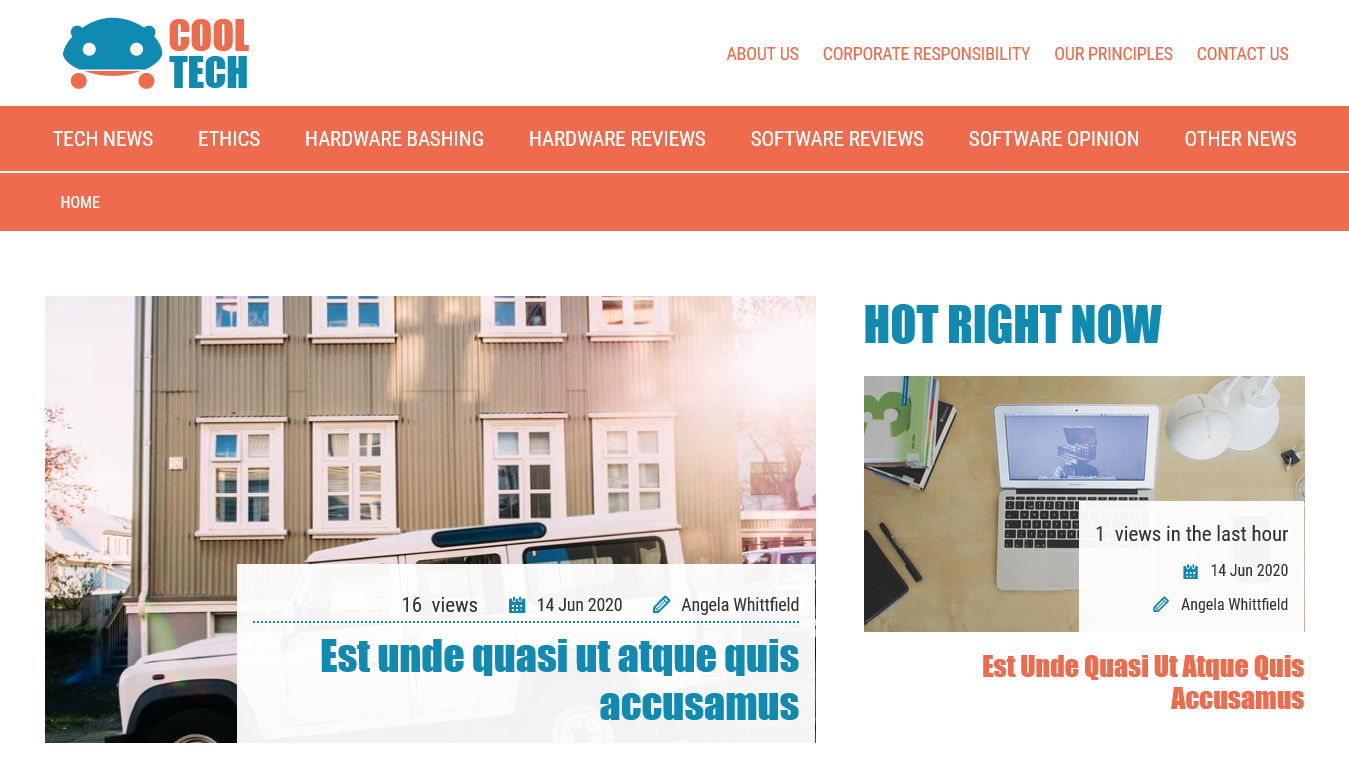 COOL
TECH
ABOUT US CORPORATE RESPONSIBILITY OUR PRINCIPLES CONTACT US
TECH NEWS ETHICS HARDWARE BASHING HARDWARE REVIEWS SOFTWARE REVIEWS SOFTWARE OPINION OTHER NEWS
HOME
16 views 14 Jun 2020 Angela Whittfield
Est unde quasi ut atque quis
accusamus
HOT RIGHT NOW
3
1 views in the last hour
14 Jun 2020
Angela Whittfield
Est Unde Quasi Ut Atque Quis
Accusamus